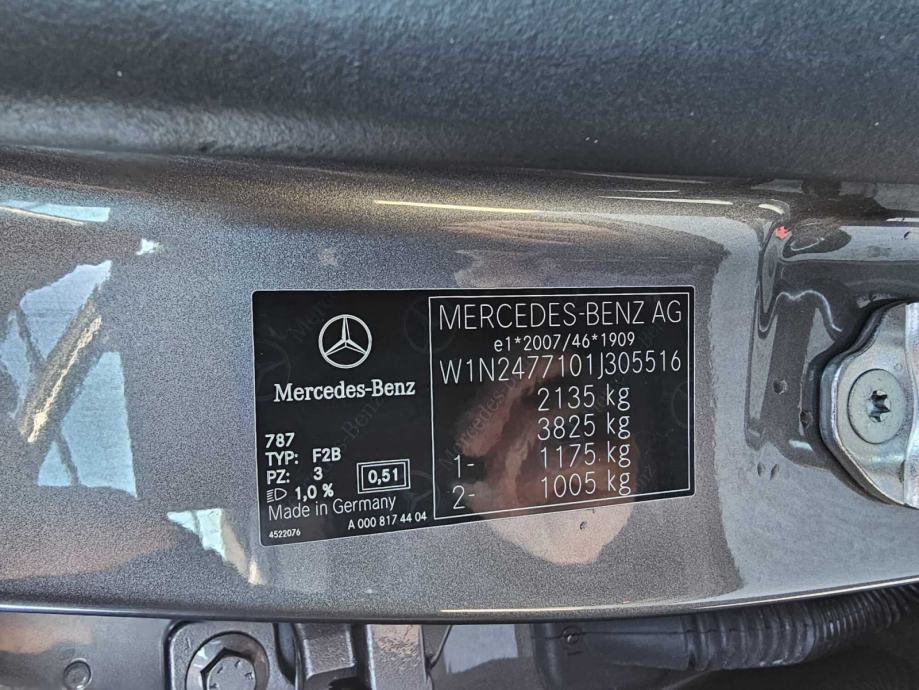 Mercedes-Benz
787
TYP: F2B
PZ: 3
0,51
1,0 %
Made in Germany
4522076
A 000 817 44 04
MERCEDES-BENZ AG
e1*2007/46*1909
W1N2477101J305516
2135 kg
3825 kg
1- 1175 kg
2- 1005 kg